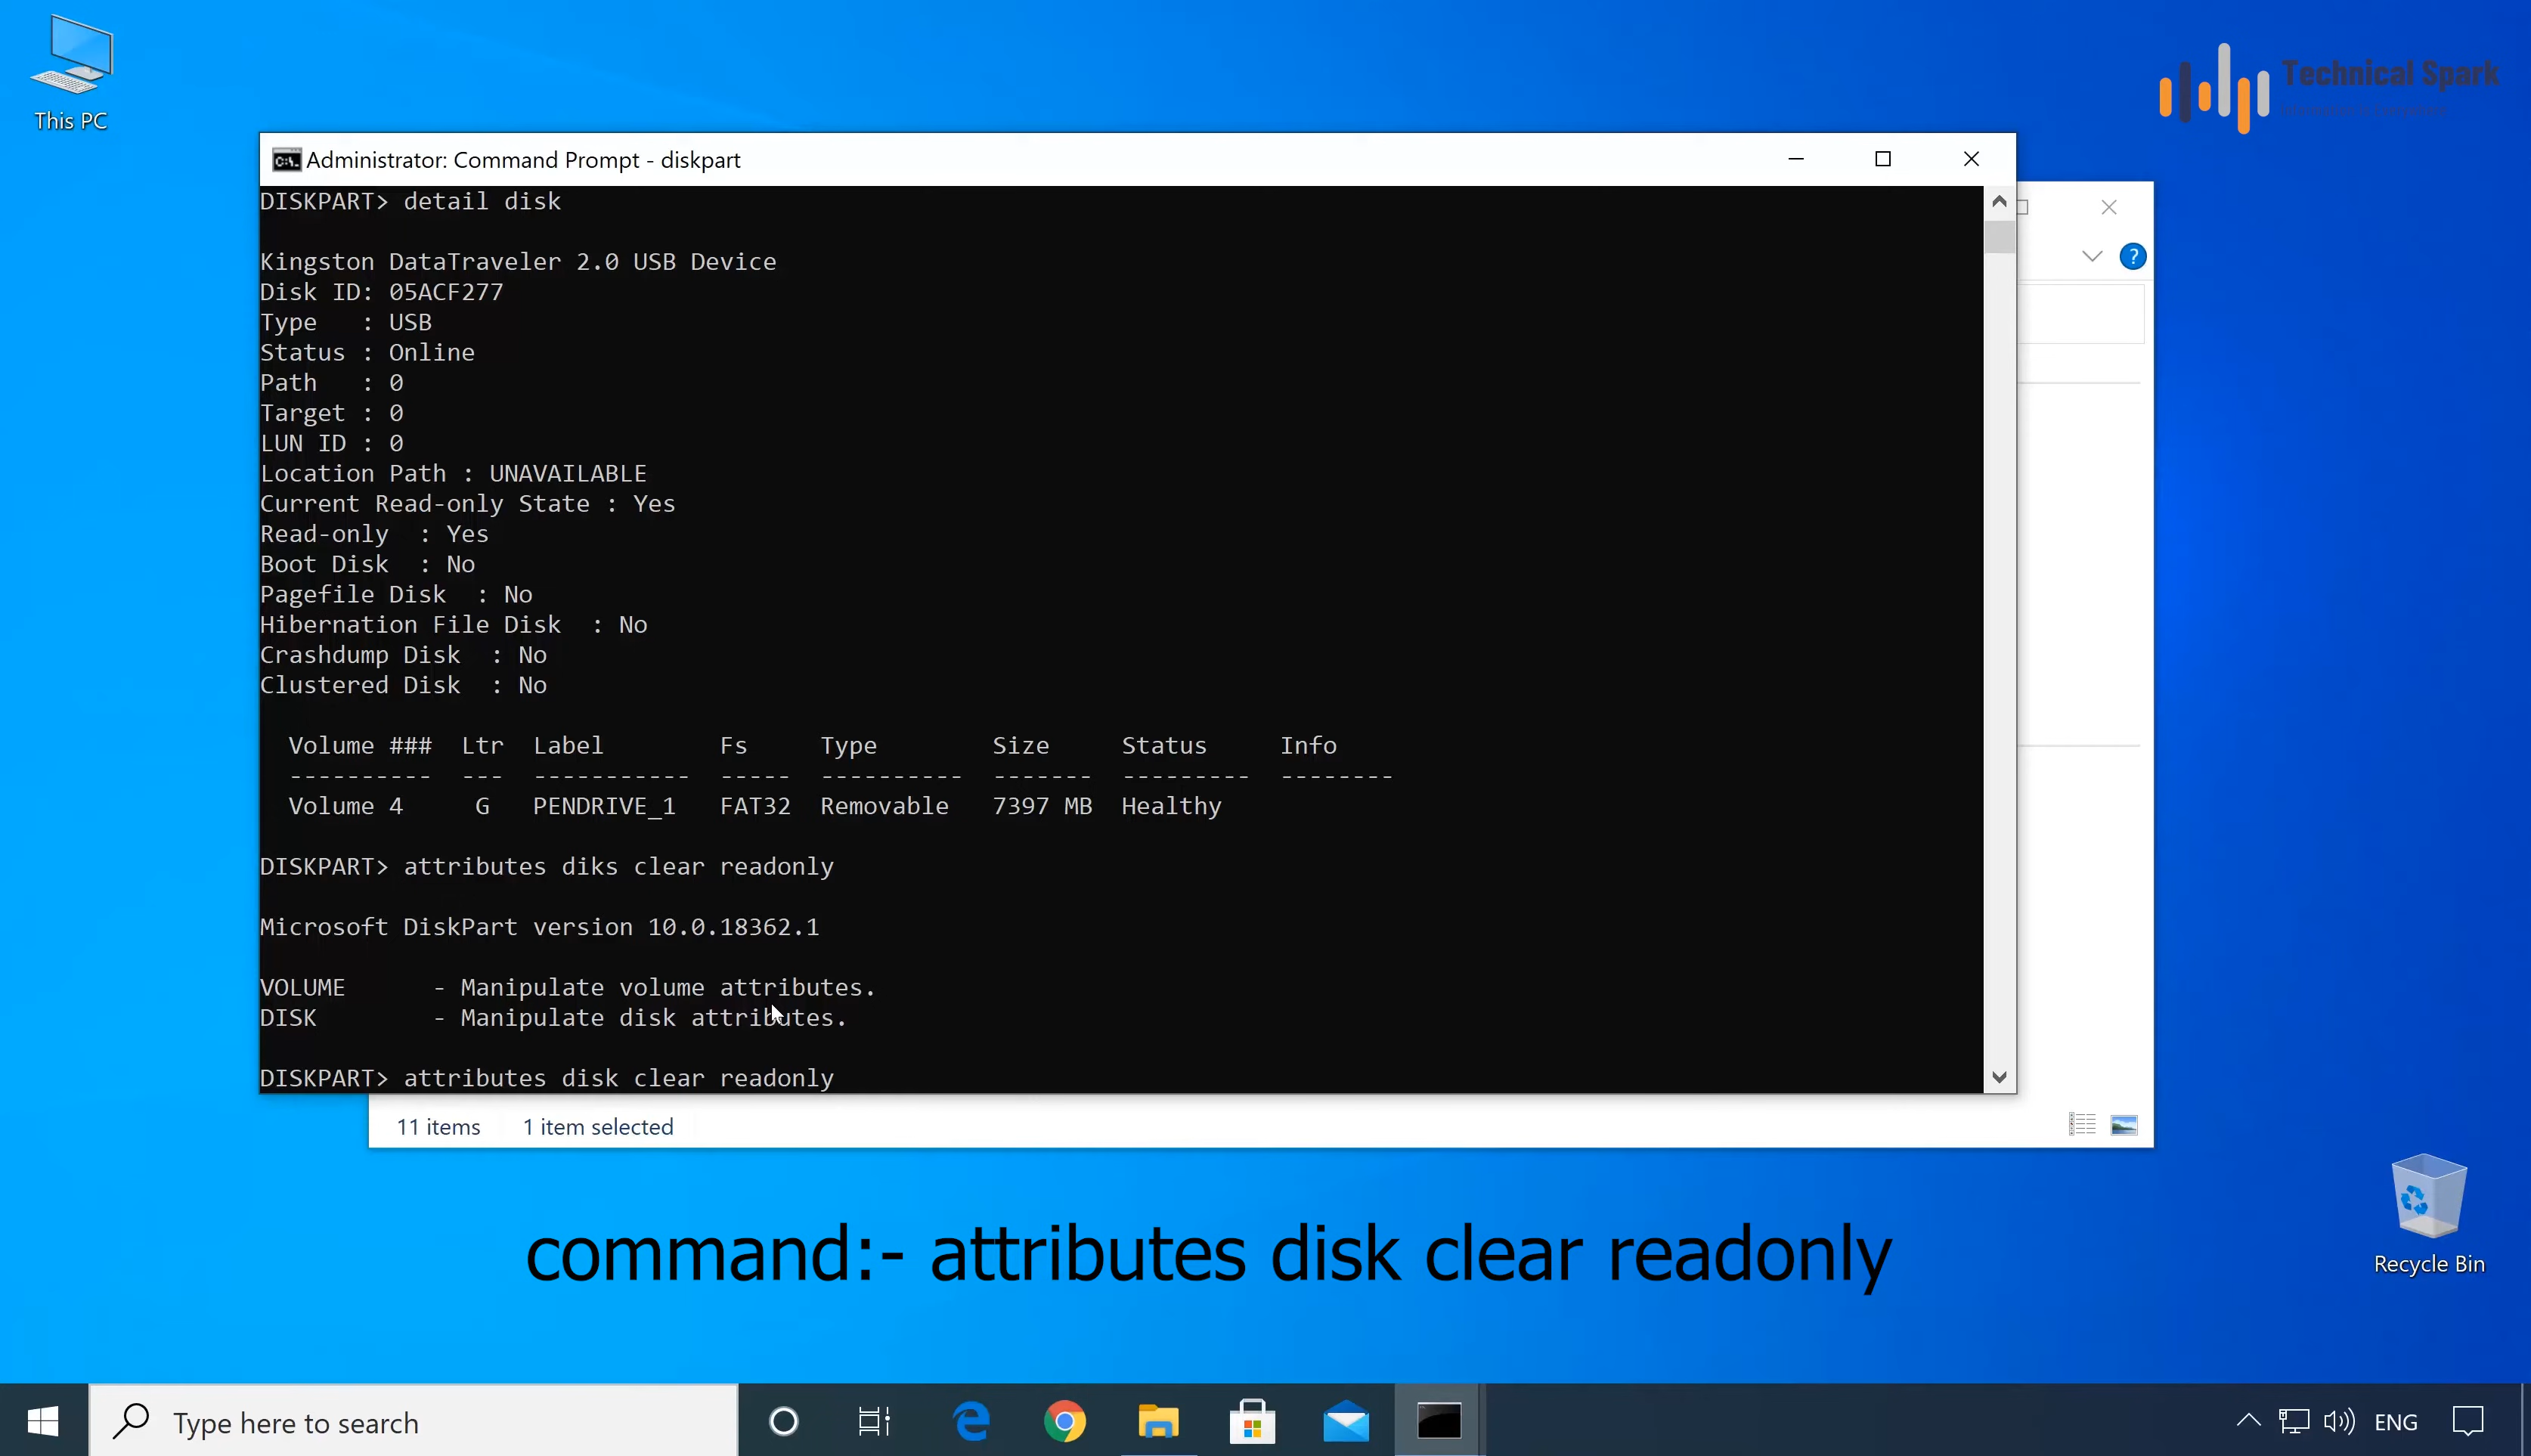 This PC
Technical Spark
Administrator: Command Prompt - diskpart
DISKPART> detail disk
Kingston DataTraveler 2.0 USB Device
Disk ID: 05ACF277
Type   : USB
Status : Online
Path   : 0
Target : 0
LUN ID : 0
Location Path : UNAVAILABLE
Current Read-only State : Yes
Read-only  : Yes
Boot Disk  : No
Pagefile Disk  : No
Hibernation File Disk  : No
Crashdump Disk  : No
Clustered Disk  : No
  Volume ###  Ltr  Label        Fs     Type        Size     Status     Info
  ----------  ---  -----------  -----  ----------  -------  ---------  --------
  Volume 4     G   PENDRIVE_1   FAT32  Removable   7397 MB  Healthy
DISKPART> attributes diks clear readonly
Microsoft DiskPart version 10.0.18362.1
VOLUME      - Manipulate volume attributes.
DISK        - Manipulate disk attributes.
DISKPART> attributes disk clear readonly
11 items 1 item selected
command:- attributes disk clear readonly
Recycle Bin
Type here to search
ENG